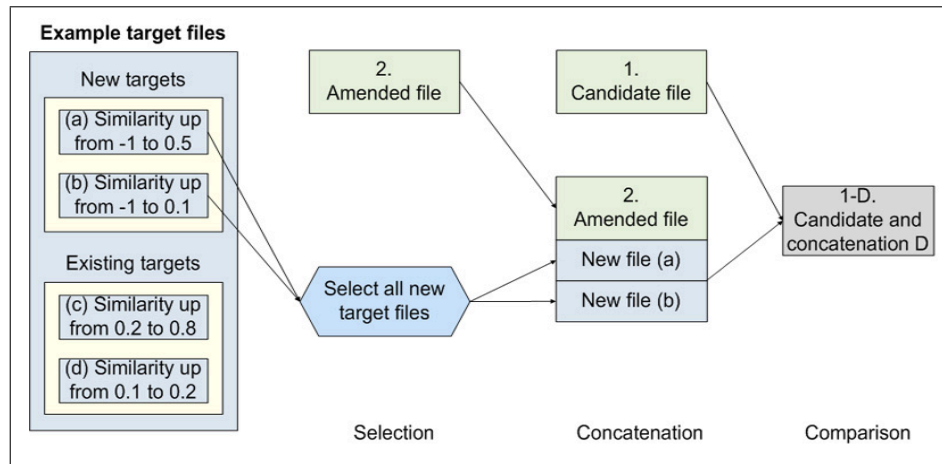 Example target files
New targets
(a) Similarity up
from -1 to 0.5
(b) Similarity up
from -1 to 0.1
Existing targets
(c) Similarity up
from 0.2 to 0.8
(d) Similarity up
from 0.1 to 0.2
2.
Amended file
Select all new
target files
Selection
1.
Candidate file
2.
Amended file
New file (a)
New file (b)
Concatenation
1-D.
Candidate and
concatenation D
Comparison